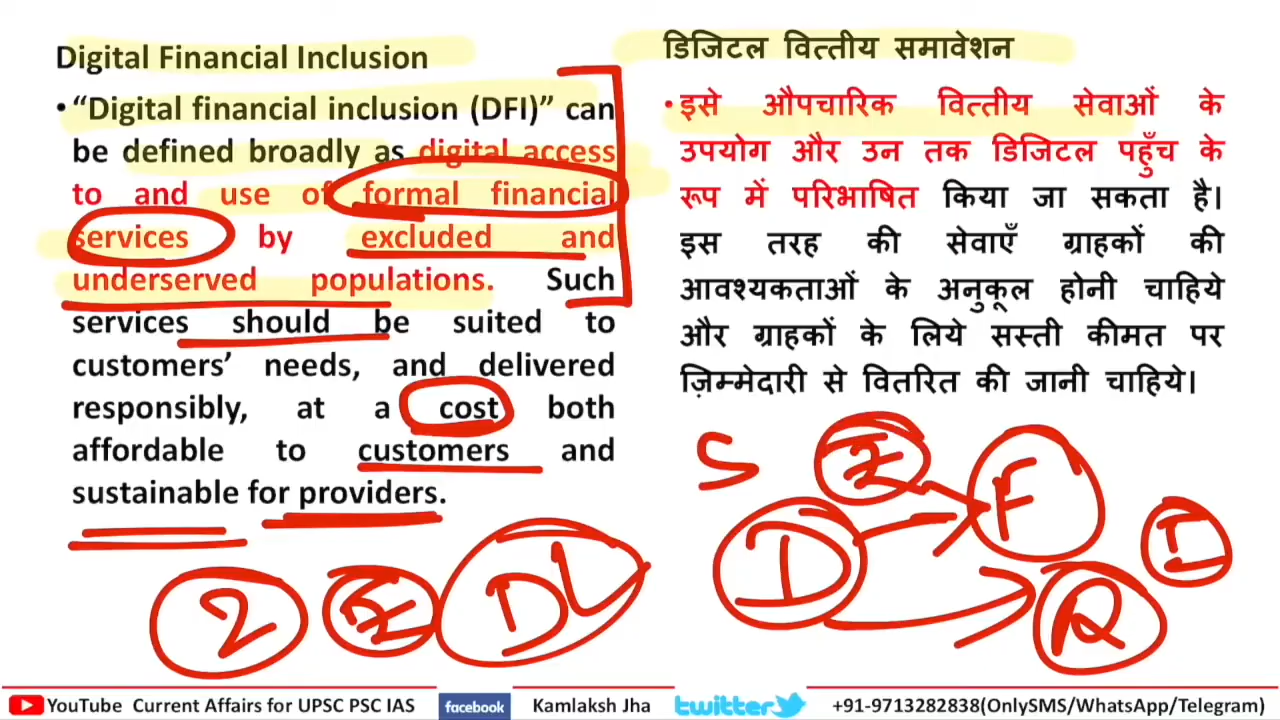 Digital Financial Inclusion
• “Digital financial inclusion (DFI)” can
be defined broadly as digital access
to and use of formal financial
services by excluded and
underserved populations. Such
services should be suited to
customers’ needs, and delivered
responsibly, at a cost both
affordable to customers and
sustainable for providers.
डिजिटल वित्तीय समावेशन
• इसे औपचारिक वित्तीय सेवाओं के
उपयोग और उन तक डिजिटल पहुँच के
रूप में परिभाषित किया जा सकता है।
इस तरह की सेवाएँ ग्राहकों की
आवश्यकताओं के अनुकूल होनी चाहिये
और ग्राहकों के लिये सस्ती कीमत पर
ज़िम्मेदारी से वितरित की जानी चाहिये।
S
F
I
I
R
2
DL
YouTube Current Affairs for UPSC PSC IAS facebook Kamlaksh Jha twitter +91-9713282838(OnlySMS/WhatsApp/Telegram)